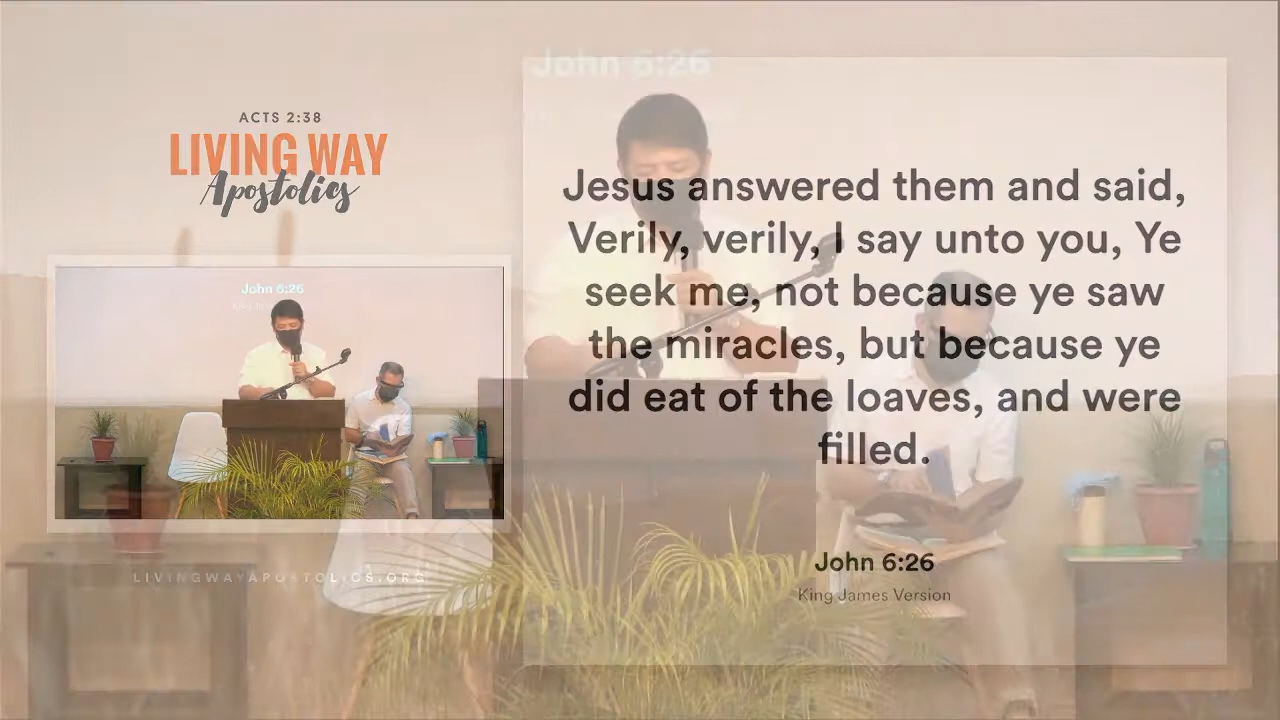 John 6:26
ACTS 2:38
LIVING WAY
Apostolics
John 6:26
LIVINGWAYAPOSTOLICS.ORG
Jesus answered them and said,
Verily, verily, I say unto you, Ye
seek me, not because ye saw
the miracles, but because ye
did eat of the loaves, and were
filled.
John 6:26
King James Version